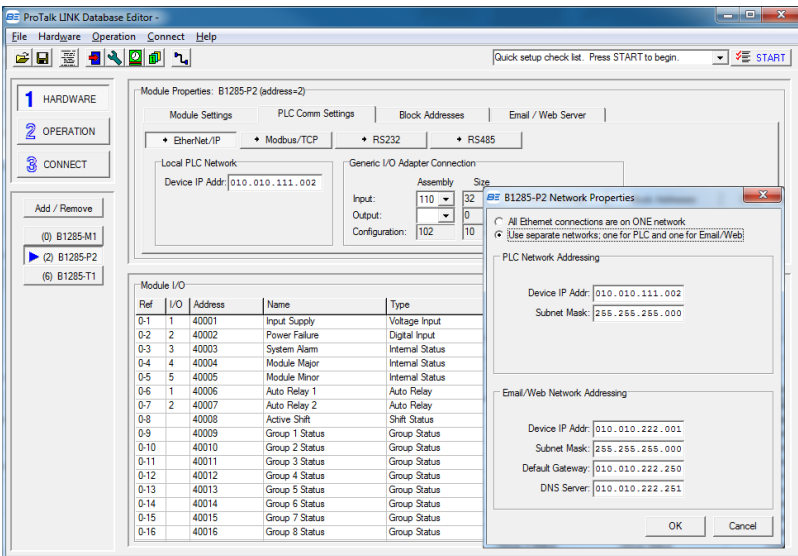 BE ProTalk LINK Database Editor -
File Hardware Operation Connect Help
Quick setup check list. Press START to begin. START
1 HARDWARE
2 OPERATION
3 CONNECT
Add / Remove
(0) B1285-M1
(2) B1285-P2
(6) B1285-T1
Module Properties: B1285-P2 (address=2)
Module Settings PLC Comm Settings Block Addresses Email / Web Server
EtherNet/IP Modbus/TCP RS232 RS485
Local PLC Network
Device IP Addr: 010.010.111.002
Generic I/O Adapter Connection
Assembly Size
Input: 110 32
Output: 0
Configuration: 102 10
Module I/O
Ref I/O Address Name Type
0-1 1 40001 Input Supply Voltage Input
0-2 2 40002 Power Failure Digital Input
0-3 3 40003 System Alarm Internal Status
0-4 4 40004 Module Major Internal Status
0-5 5 40005 Module Minor Internal Status
0-6 1 40006 Auto Relay 1 Auto Relay
0-7 2 40007 Auto Relay 2 Auto Relay
0-8 40008 Active Shift Shift Status
0-9 40009 Group 1 Status Group Status
0-10 40010 Group 2 Status Group Status
0-11 40011 Group 3 Status Group Status
0-12 40012 Group 4 Status Group Status
0-13 40013 Group 5 Status Group Status
0-14 40014 Group 6 Status Group Status
0-15 40015 Group 7 Status Group Status
0-16 40016 Group 8 Status Group Status
BE B1285-P2 Network Properties
All Ethernet connections are on ONE network
Use separate networks; one for PLC and one for Email/Web
PLC Network Addressing
Device IP Addr: 010.010.111.002
Subnet Mask: 255.255.255.000
Email/Web Network Addressing
Device IP Addr: 010.010.222.001
Subnet Mask: 255.255.255.000
Default Gateway: 010.010.222.250
DNS Server: 010.010.222.251
OK Cancel